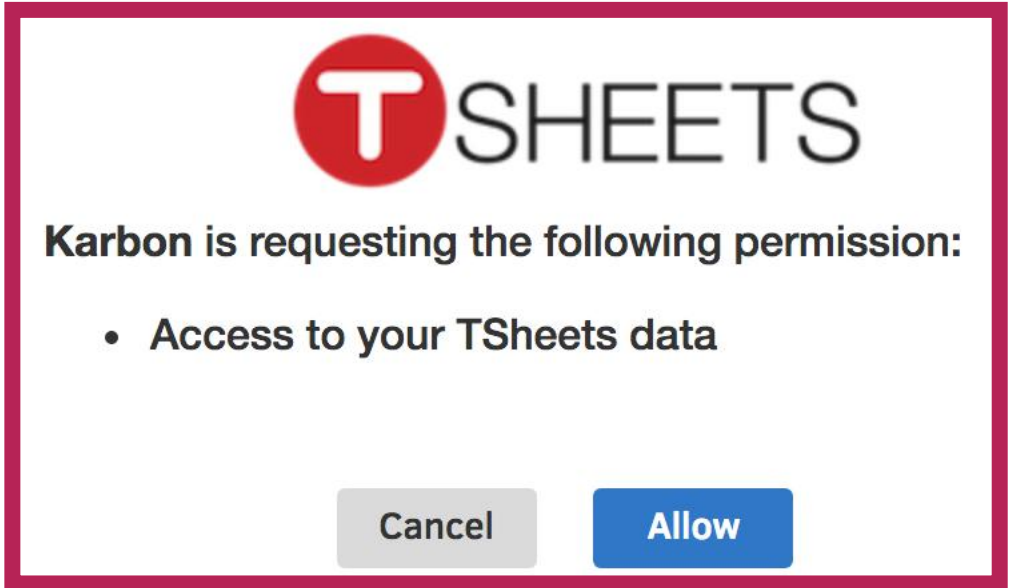 TSHEETS
Karbon is requesting the following permission:
• Access to your TSheets data
Cancel
Allow